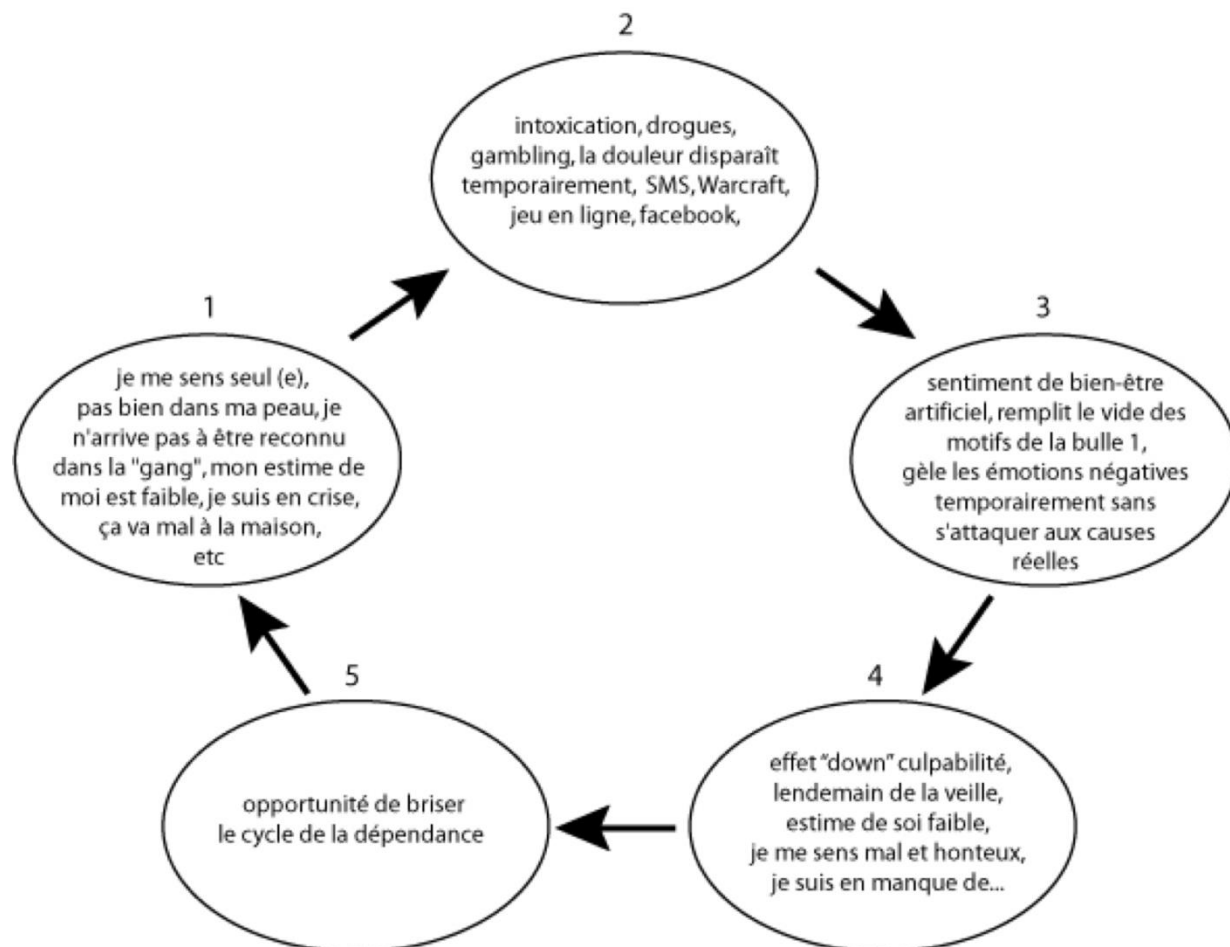 2
intoxication, drogues,
gambling, la douleur disparaît
temporairement, SMS, Warcraft,
jeu en ligne, facebook,
1
je me sens seul (e),
pas bien dans ma peau, je
n'arrive pas à être reconnu
dans la "gang", mon estime de
moi est faible, je suis en crise,
ça va mal à la maison,
etc
3
sentiment de bien-être
artificiel, remplit le vide des
motifs de la bulle 1,
gèle les émotions négatives
temporairement sans
s'attaquer aux causes
réelles
4
effet “down” culpabilité,
lendemain de la veille,
estime de soi faible,
je me sens mal et honteux,
je suis en manque de...
5
opportunité de briser
le cycle de la dépendance